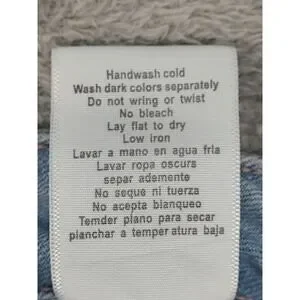 Handwash cold
Wash dark colors separately
Do not wring or twist
No bleach
Lay flat to dry
Low iron
Lavar a mano en agua fria
Lavar ropa oscura
separ ademente
No seque ni tuerza
No acepta blanqueo
Temder plano para secar
planchar a temper atura baja